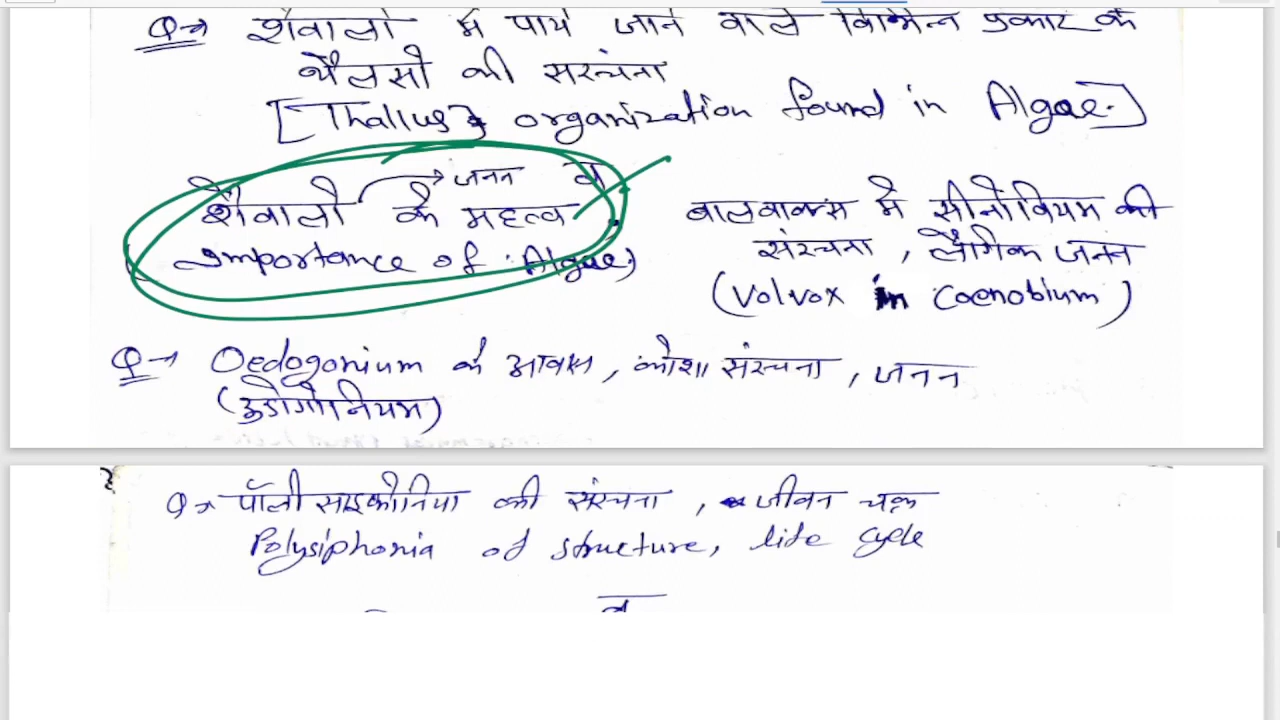 Q→ शैवालो में पाये जाने वाले विभिन्न प्रकार के
थैलसो की संरचना
[Thallus organization found in Algae.]
जनन व
शैवालो के महत्व
(Importance of Algae)
वालवाक्स मे सीनोबियम की
संरचना, लैंगिक जनन
(Volvox in Coenobium)
Q→ Oedogonium के आवास, कोशा संरचना, जनन
(ऊडोगोनियम)
Q→ पॉलीसाइफोनिया की संरचना, जीवन चक्र
Polysiphonia of structure, life cycle